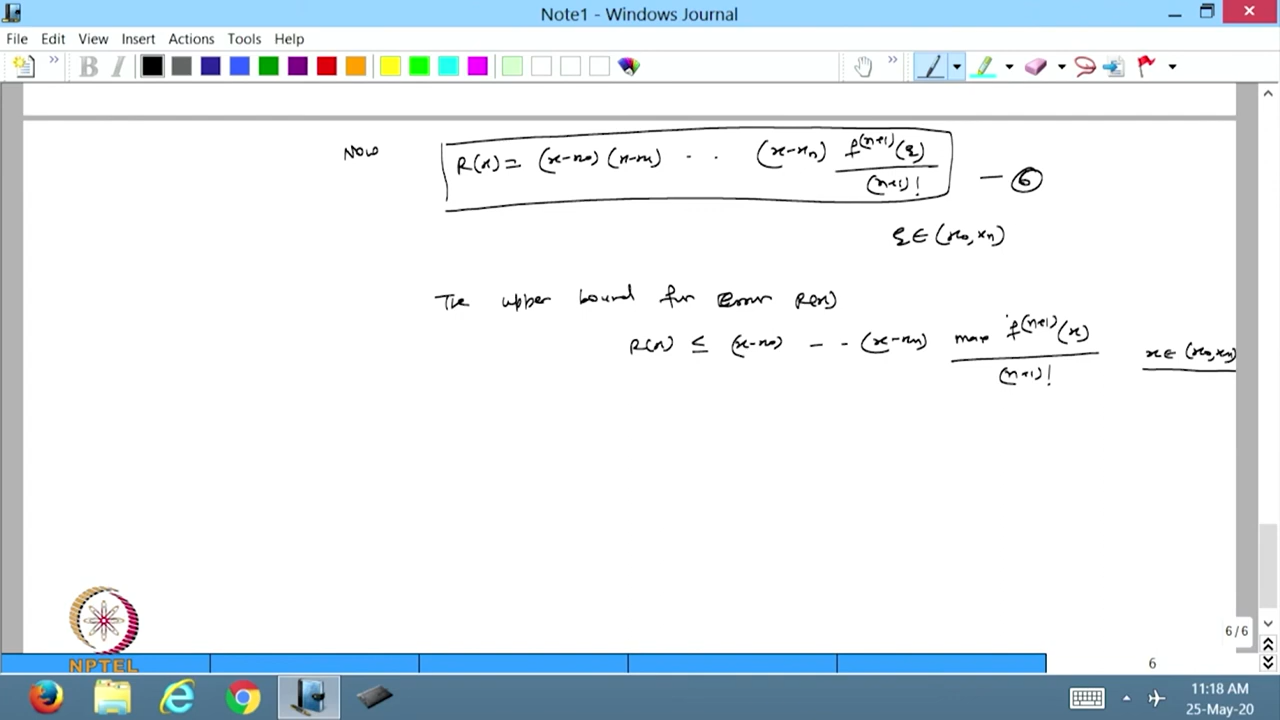 Note1 - Windows Journal
File Edit View Insert Actions Tools Help
Now R(x) = (x-x₀) (x-x₁) . . (x-xₙ) f⁽ⁿ⁺¹⁾(ξ) / (n+1)! — ⑥
ξ ∈ (x₀, xₙ)
The upper bound for Error R(x)
R(x) ≤ (x-x₀) - - (x-xₙ) max f⁽ⁿ⁺¹⁾(x) / (n+1)! x ∈ (x₀, xₙ)
6 / 6
NPTEL
6
11:18 AM
25-May-20